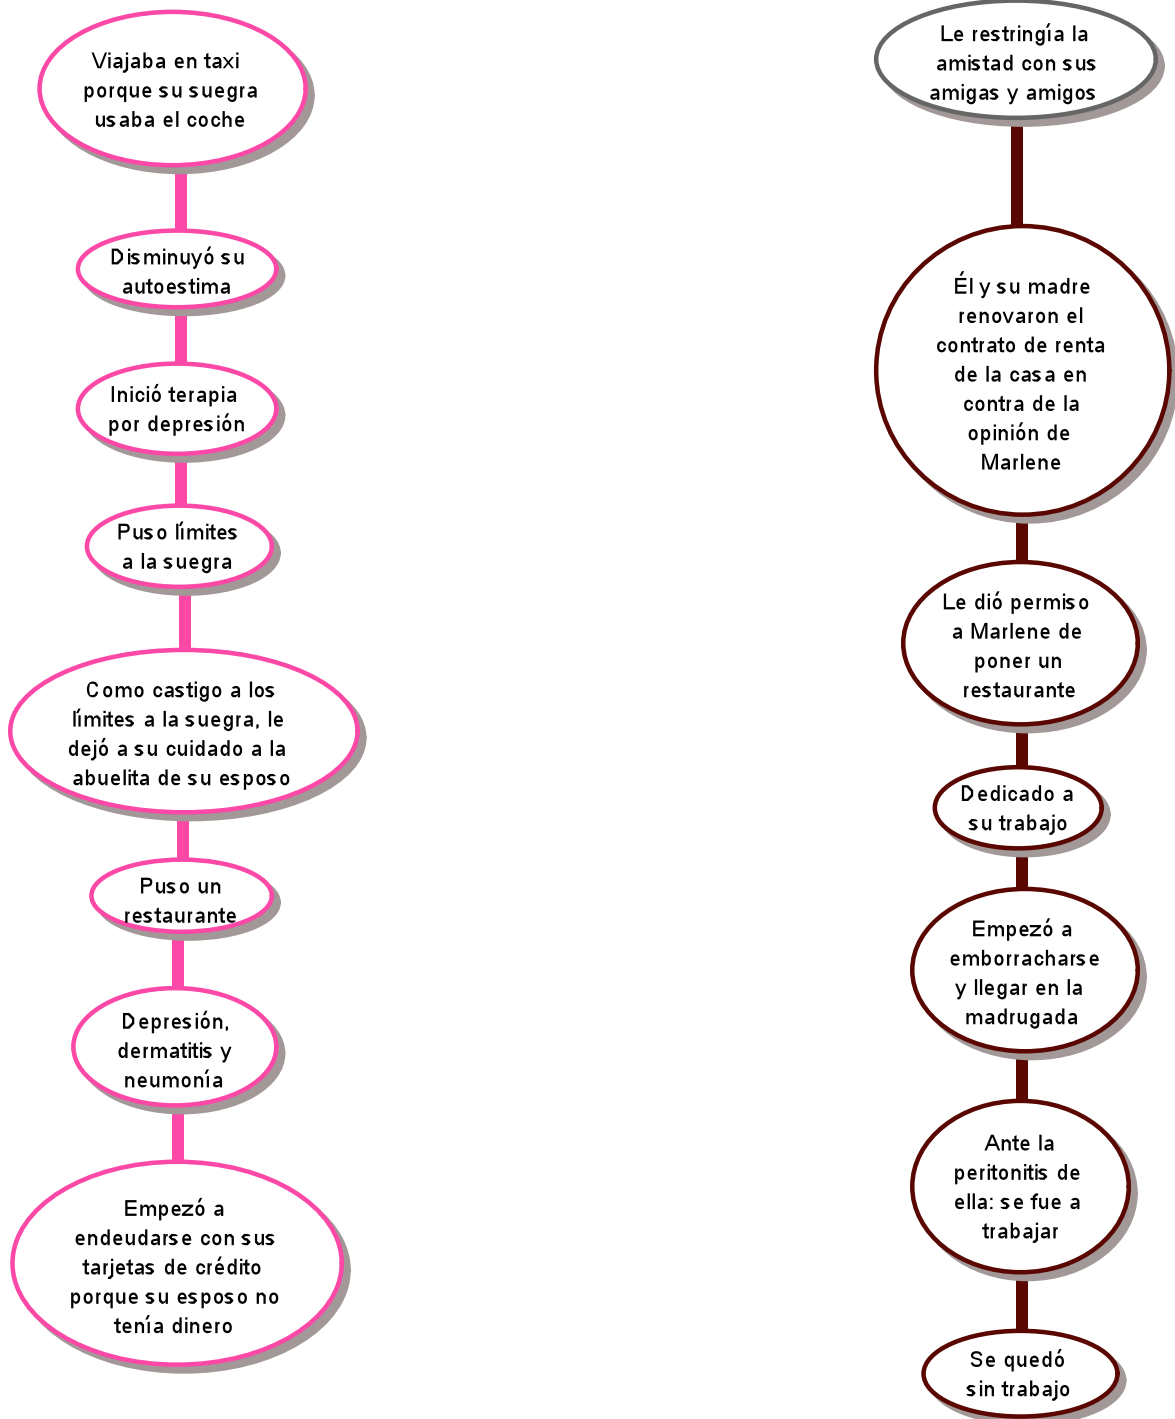 Viajaba en taxi
porque su suegra
usaba el coche
Disminuyó su
autoestima
Inició terapia
por depresión
Puso límites
a la suegra
Como castigo a los
límites a la suegra, le
dejó a su cuidado a la
abuelita de su esposo
Puso un
restaurante
Depresión,
dermatitis y
neumonía
Empezó a
endeudarse con sus
tarjetas de crédito
porque su esposo no
tenía dinero
Le restringía la
amistad con sus
amigas y amigos
Él y su madre
renovaron el
contrato de renta
de la casa en
contra de la
opinión de
Marlene
Le dió permiso
a Marlene de
poner un
restaurante
Dedicado a
su trabajo
Empezó a
emborracharse
y llegar en la
madrugada
Ante la
peritonitis de
ella: se fue a
trabajar
Se quedó
sin trabajo